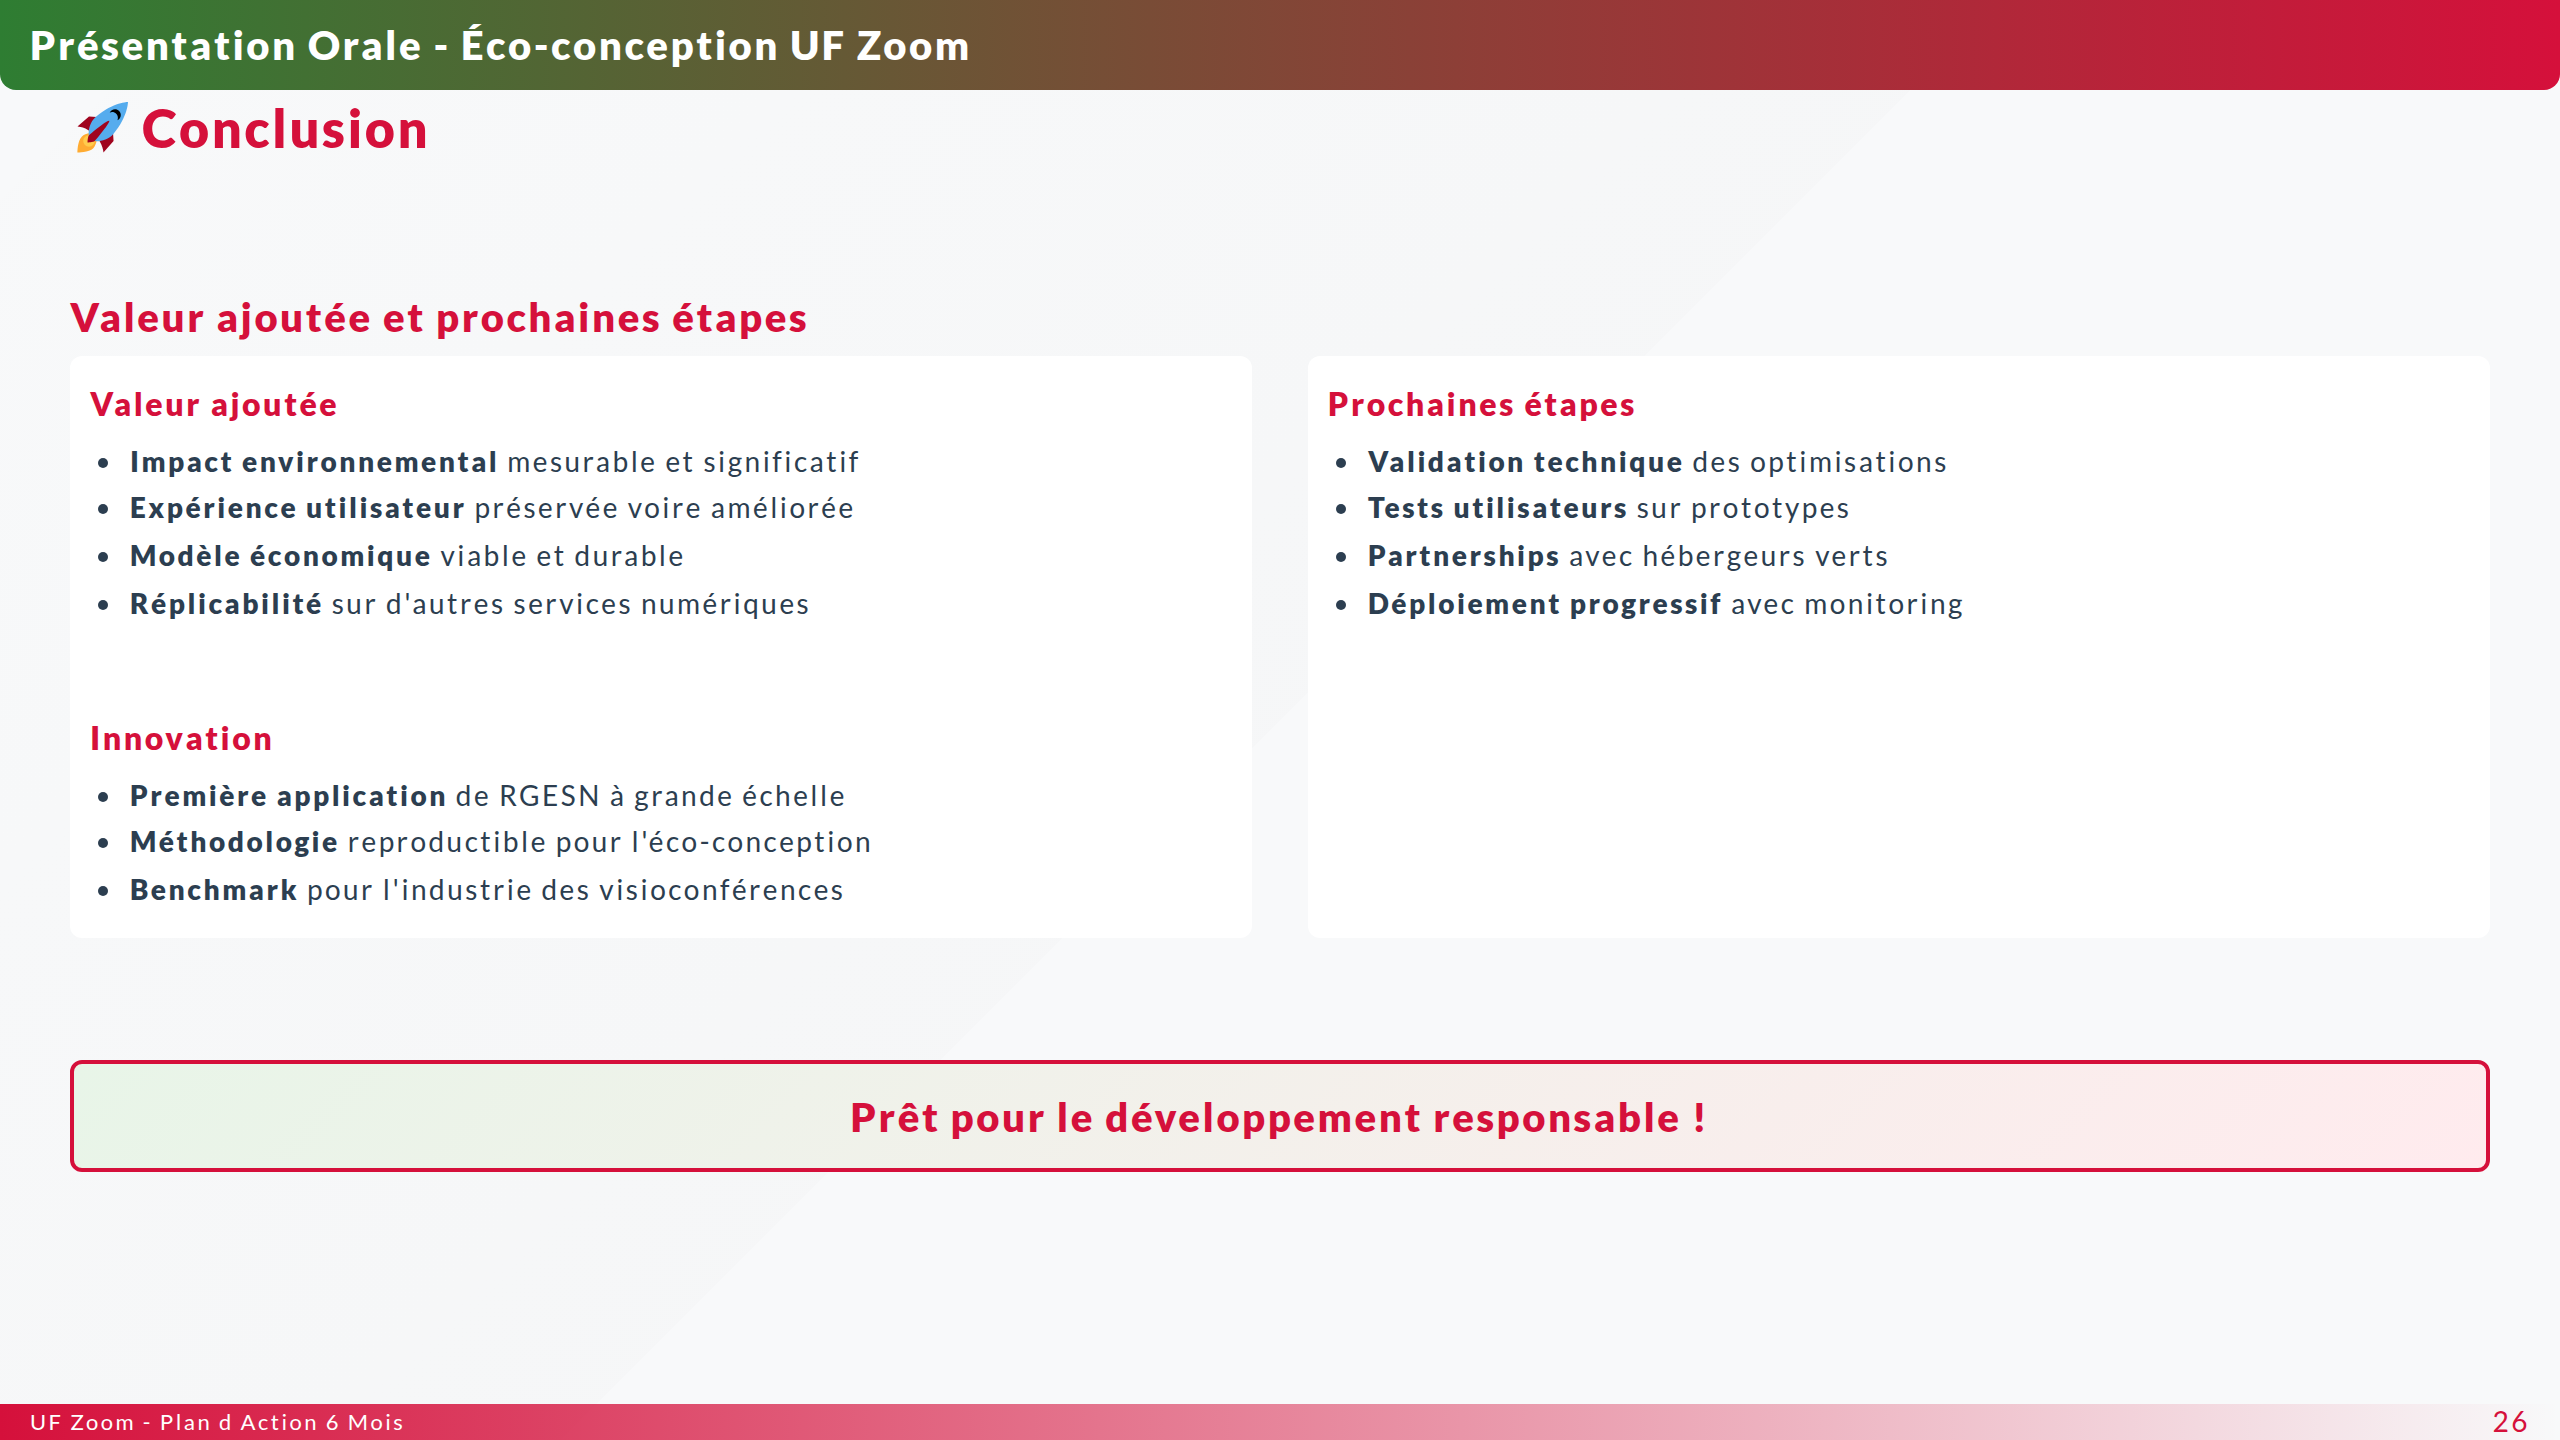 Présentation Orale - Éco-conception UF Zoom
Conclusion
Valeur ajoutée et prochaines étapes
Valeur ajoutée
Impact environnemental mesurable et significatif
Expérience utilisateur préservée voire améliorée
Modèle économique viable et durable
Réplicabilité sur d'autres services numériques
Innovation
Première application de RGESN à grande échelle
Méthodologie reproductible pour l'éco-conception
Benchmark pour l'industrie des visioconférences
Prochaines étapes
Validation technique des optimisations
Tests utilisateurs sur prototypes
Partnerships avec hébergeurs verts
Déploiement progressif avec monitoring
Prêt pour le développement responsable !
UF Zoom - Plan d Action 6 Mois
26